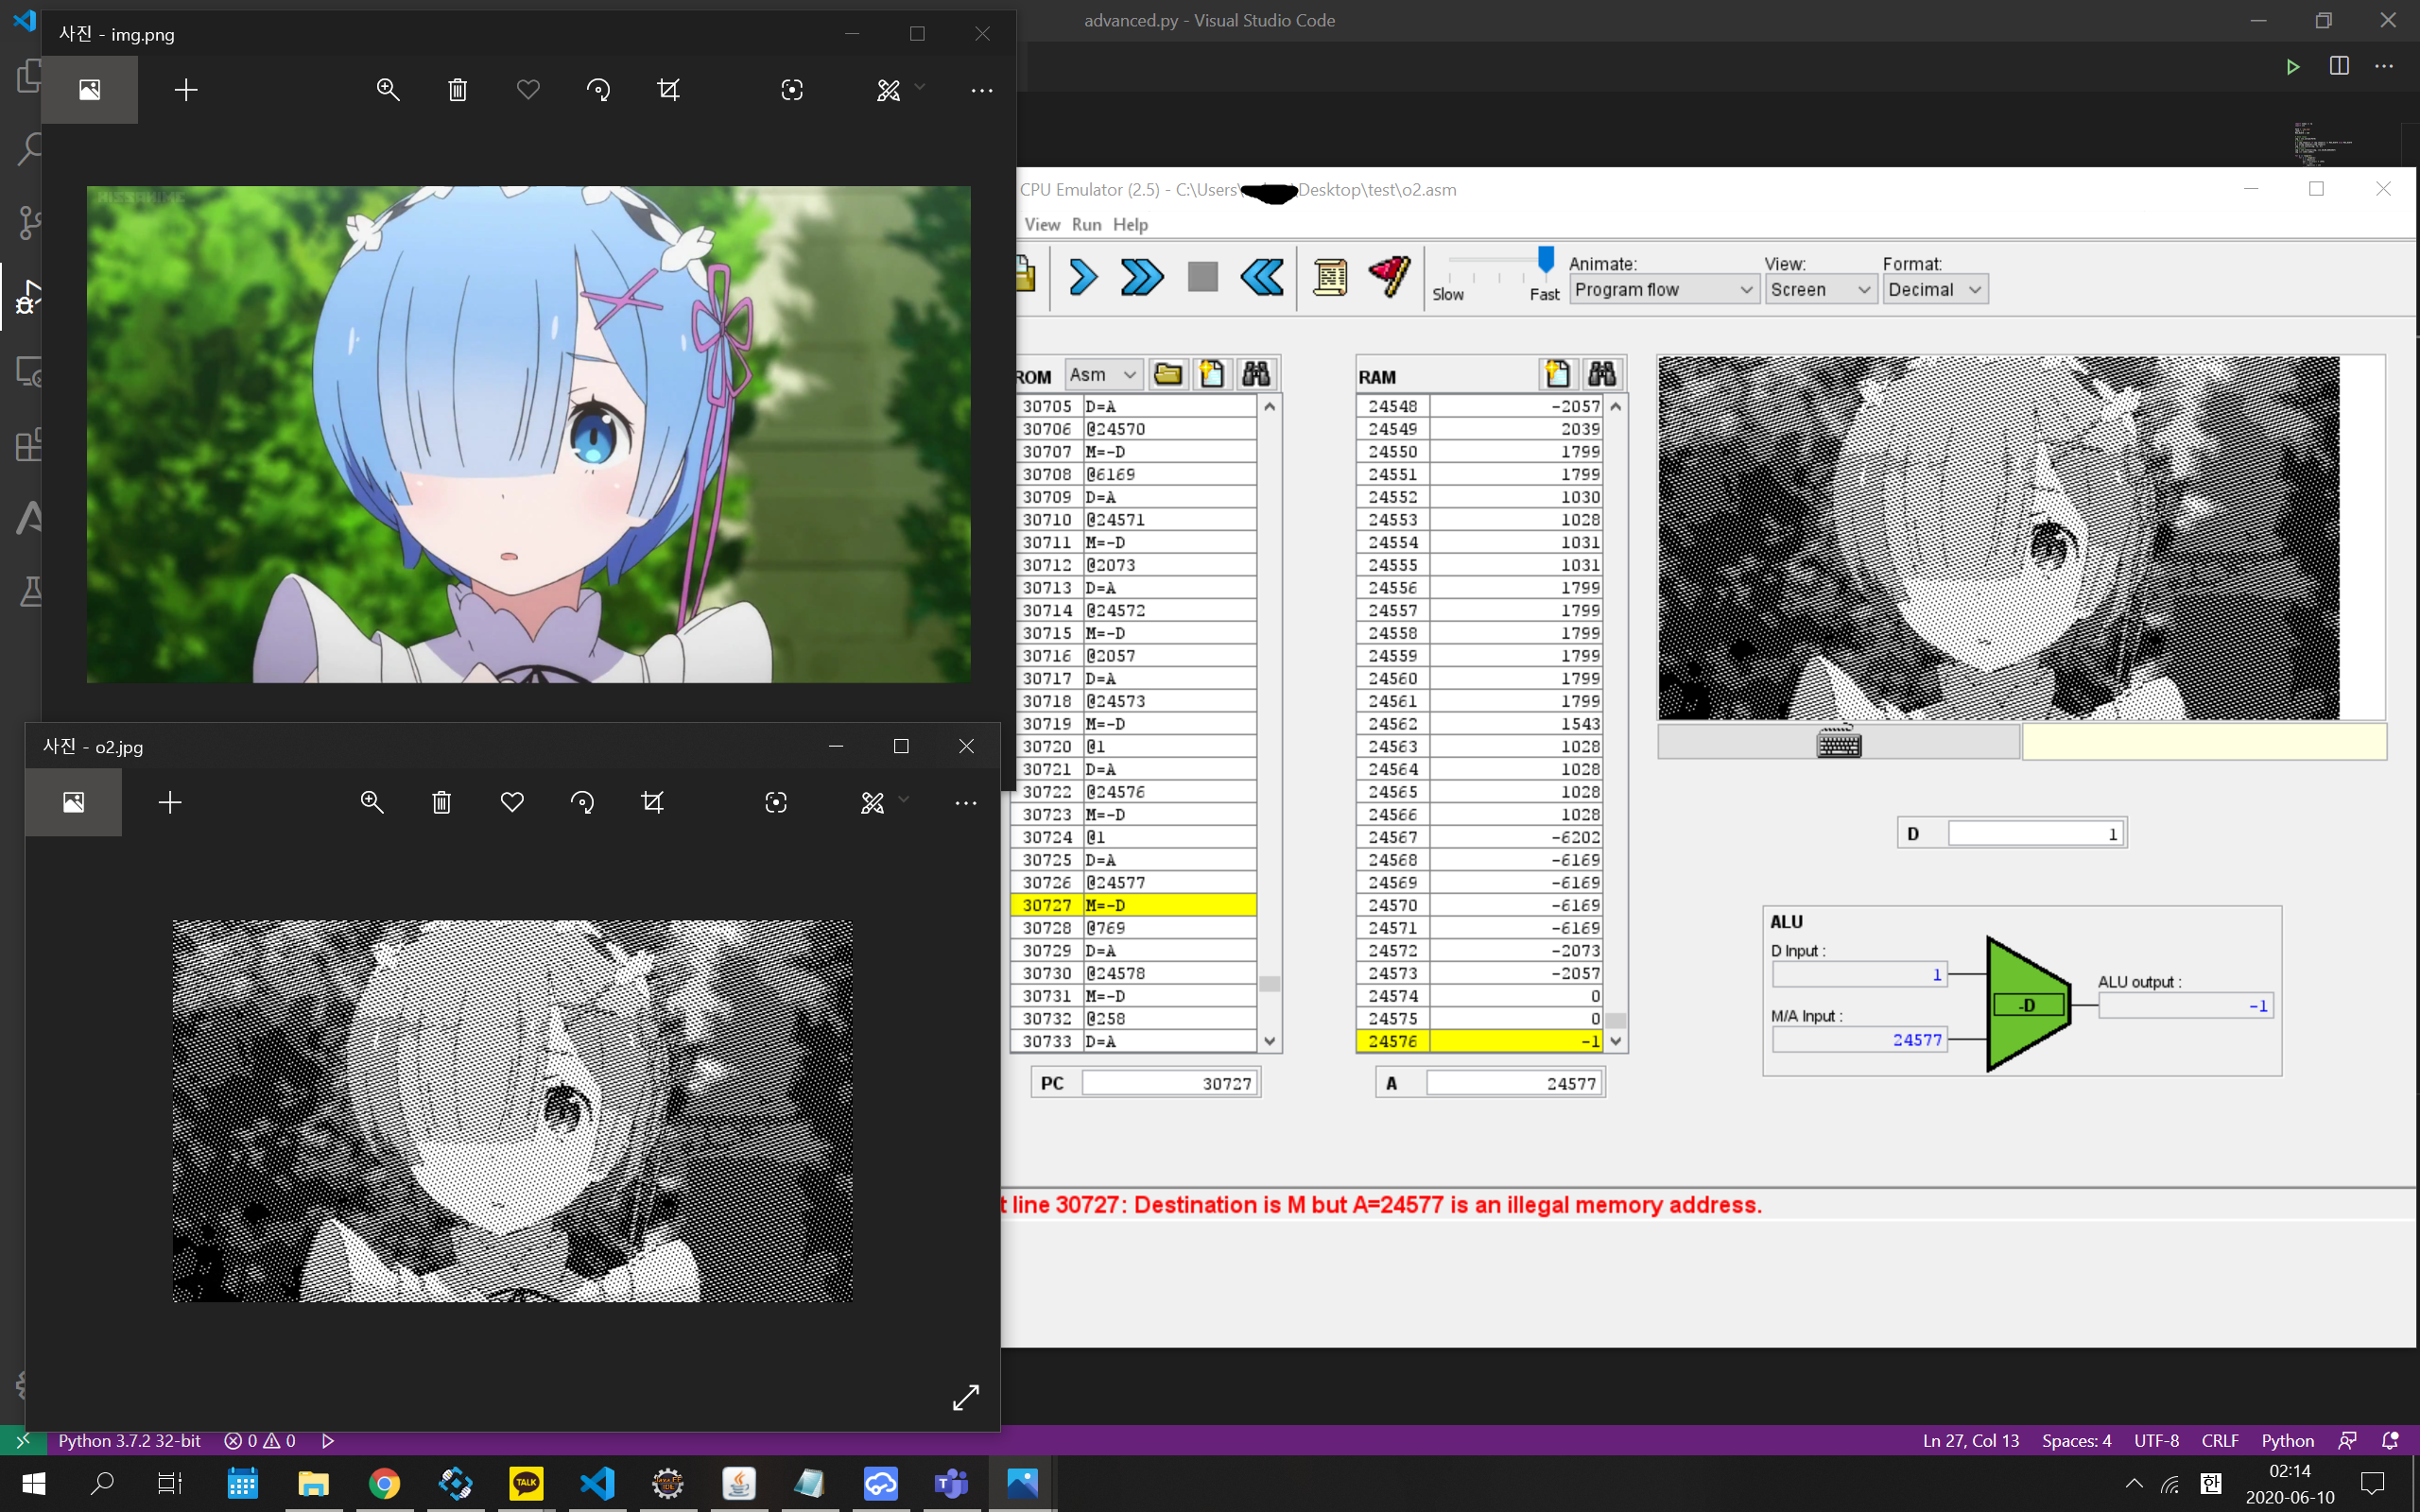 advanced.py - Visual Studio Code
사진 - img.png
CPU Emulator (2.5) - C:\Users\
\Desktop\test\o2.asm
View Run Help
Slow
Fast
Animate:
Program flow
View:
Screen
Format:
Decimal
ROM
Asm
30705 D=A
30706 @24570
30707 M=-D
30708 @6169
30709 D=A
30710 @24571
30711 M=-D
30712 @2073
30713 D=A
30714 @24572
30715 M=-D
30716 @2057
30717 D=A
30718 @24573
30719 M=-D
30720 @1
30721 D=A
30722 @24576
30723 M=-D
30724 @1
30725 D=A
30726 @24577
30727 M=-D
30728 @769
30729 D=A
30730 @24578
30731 M=-D
30732 @258
30733 D=A
PC 30727
RAM
24548 -2057
24549 2039
24550 1799
24551 1799
24552 1030
24553 1028
24554 1031
24555 1031
24556 1799
24557 1799
24558 1799
24559 1799
24560 1799
24561 1799
24562 1543
24563 1028
24564 1028
24565 1028
24566 1028
24567 -6202
24568 -6169
24569 -6169
24570 -6169
24571 -6169
24572 -2073
24573 -2057
24574 0
24575 0
24576 -1
A 24577
D 1
ALU
D Input :
1
M/A Input :
24577
-D
ALU output :
-1
t line 30727: Destination is M but A=24577 is an illegal memory address.
사진 - o2.jpg
Python 3.7.2 32-bit
0
0
Ln 27, Col 13
Spaces: 4
UTF-8
CRLF
Python
TALK
한
02:14
2020-06-10